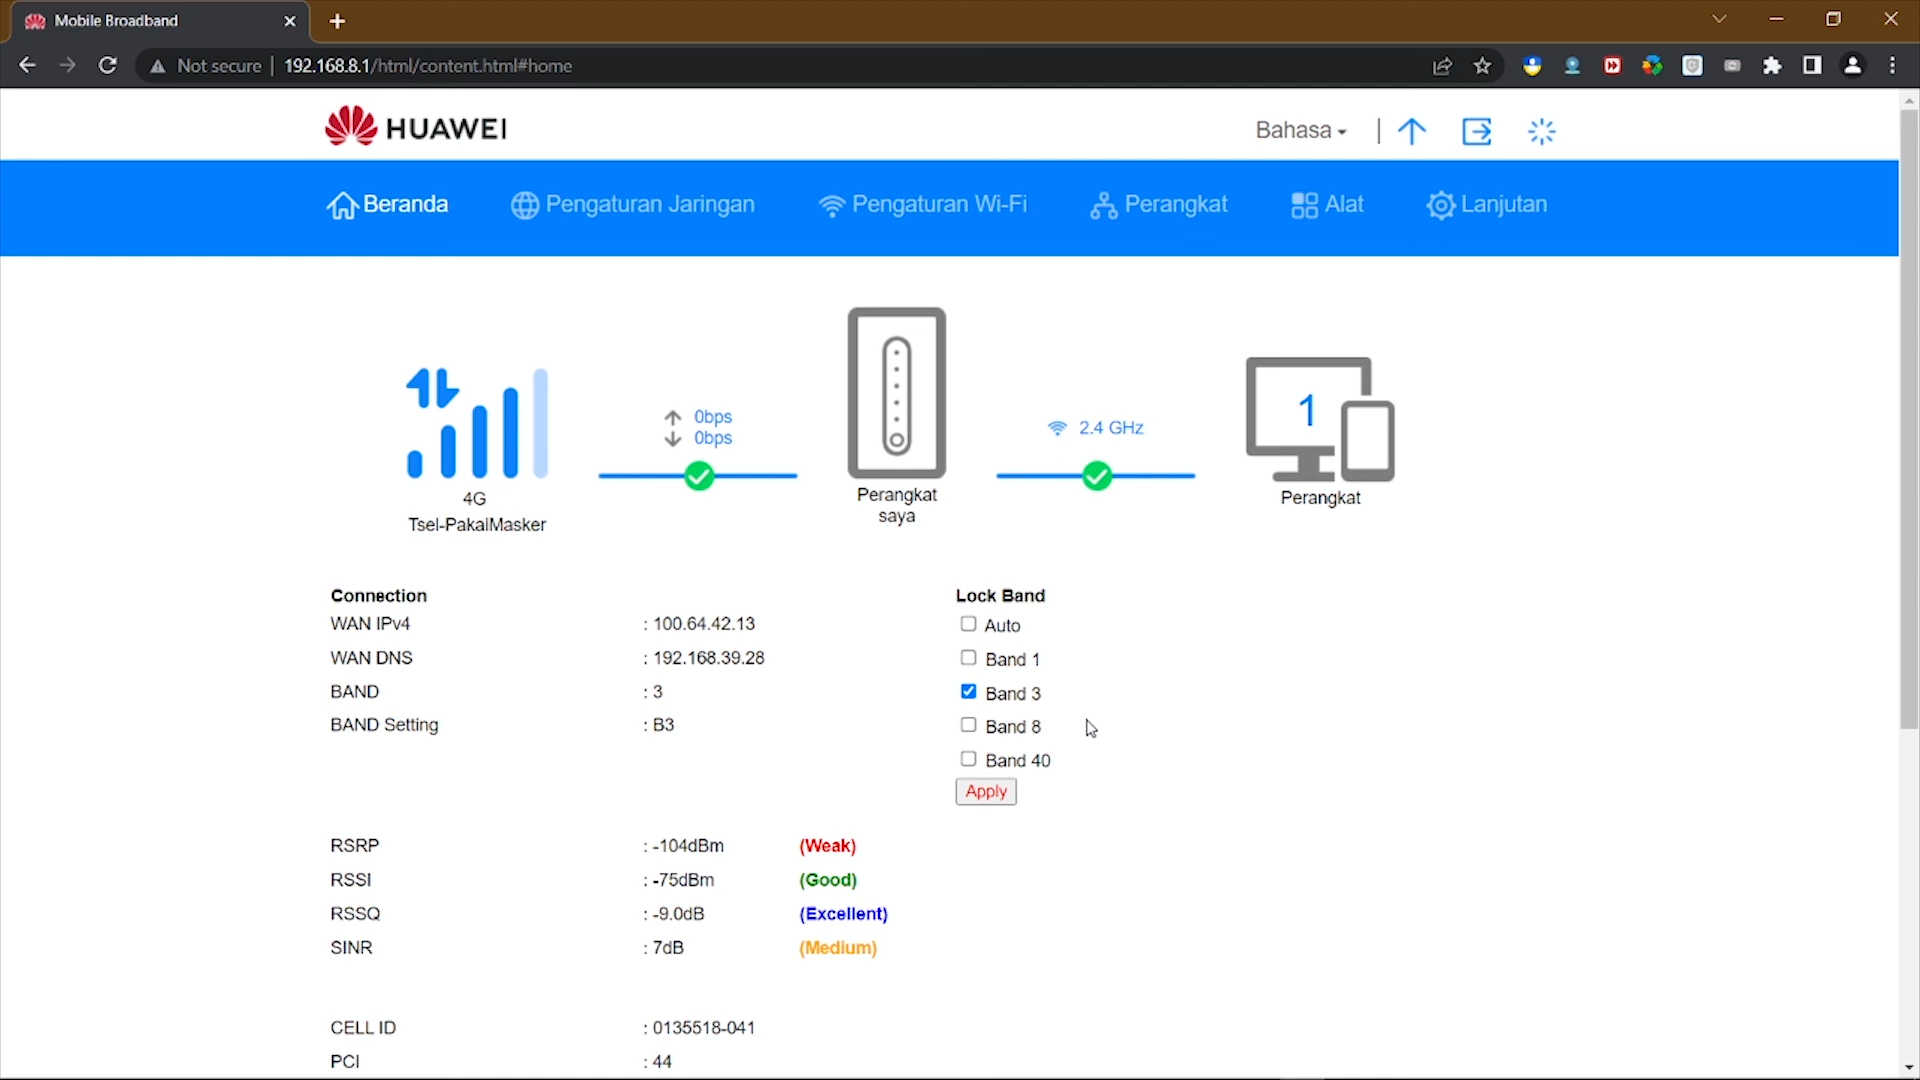 Mobile Broadband
Not secure | 192.168.8.1/html/content.html#home
HUAWEI
Bahasa
Beranda Pengaturan Jaringan Pengaturan Wi-Fi Perangkat Alat Lanjutan
0bps
0bps
2.4 GHz
1
4G
Tsel-PakaiMasker
Perangkat
saya
Perangkat
Connection
WAN IPv4 : 100.64.42.13
WAN DNS : 192.168.39.28
BAND : 3
BAND Setting : B3
Lock Band
Auto
Band 1
Band 3
Band 8
Band 40
Apply
RSRP : -104dBm (Weak)
RSSI : -75dBm (Good)
RSSQ : -9.0dB (Excellent)
SINR : 7dB (Medium)
CELL ID : 0135518-041
PCI : 44